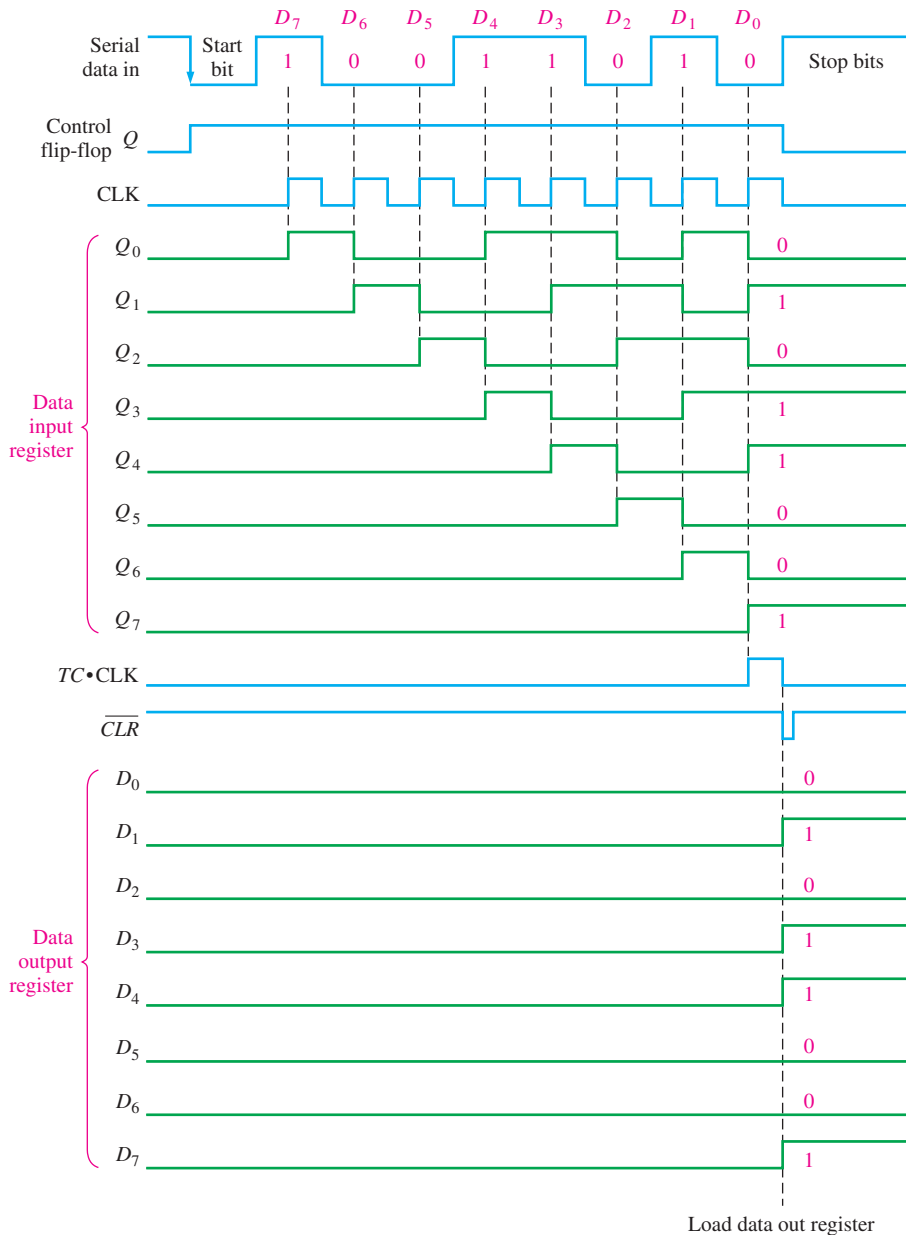 D7 D6 D5 D4 D3 D2 D1 D0
Serial data in
Start bit
1 0 0 1 1 0 1 0
Stop bits
Control flip-flop Q
CLK
Data input register
Q0 0
Q1 1
Q2 0
Q3 1
Q4 1
Q5 0
Q6 0
Q7 1
TC•CLK
CLR
Data output register
D0 0
D1 1
D2 0
D3 1
D4 1
D5 0
D6 0
D7 1
Load data out register